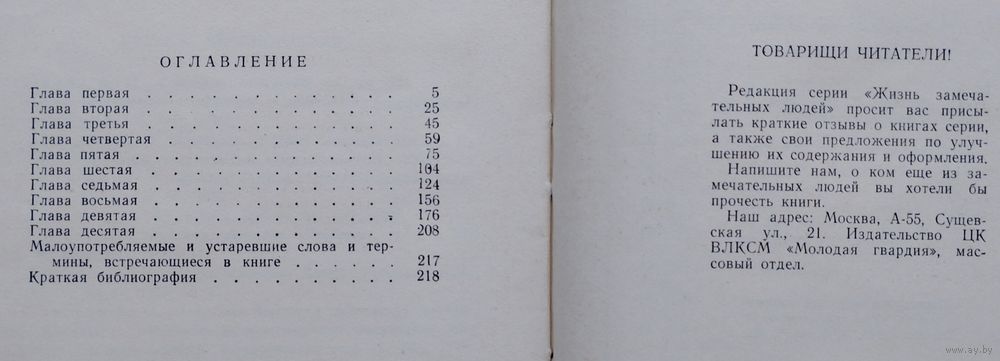 ОГЛАВЛЕНИЕ
Глава первая . . . . . . . . . . . . . 5
Глава вторая . . . . . . . . . . . . . 25
Глава третья . . . . . . . . . . . . . 45
Глава четвертая . . . . . . . . . . . . 59
Глава пятая . . . . . . . . . . . . . . 75
Глава шестая . . . . . . . . . . . . . 104
Глава седьмая . . . . . . . . . . . . 124
Глава восьмая . . . . . . . . . . . . 156
Глава девятая . . . . . . . . . . . . 176
Глава десятая . . . . . . . . . . . . 208
Малоупотребляемые и устаревшие слова и тер-
мины, встречающиеся в книге . . . . . . 217
Краткая библиография . . . . . . . . . . 218
ТОВАРИЩИ ЧИТАТЕЛИ!
Редакция серии «Жизнь замеча-
тельных людей» просит вас присы-
лать краткие отзывы о книгах серии,
а также свои предложения по улуч-
шению их содержания и оформления.
Напишите нам, о ком еще из за-
мечательных людей вы хотели бы
прочесть книги.
Наш адрес: Москва, А-55, Сущев-
ская ул., 21. Издательство ЦК
ВЛКСМ «Молодая гвардия», мас-
совый отдел.
www.ay.by